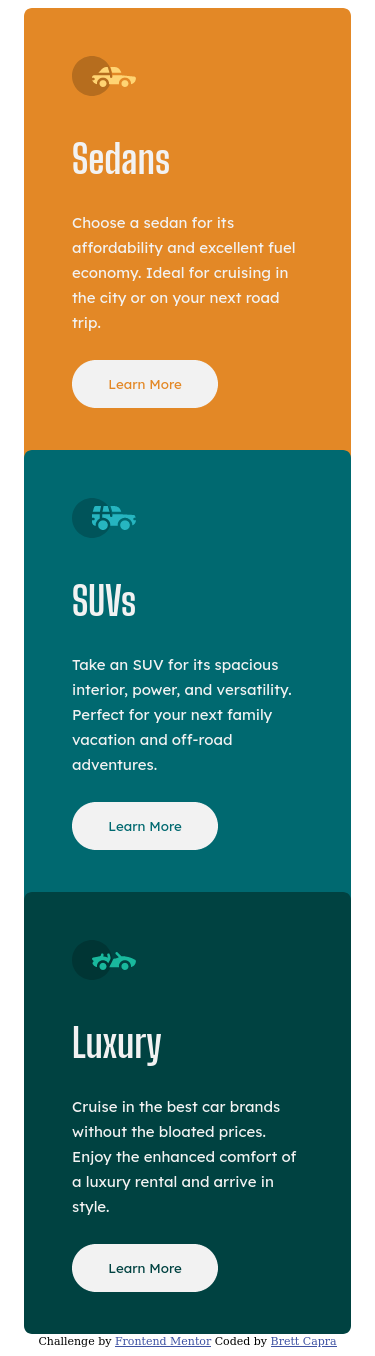 Sedans
Choose a sedan for its
affordability and excellent fuel
economy. Ideal for cruising in
the city or on your next road
trip.
Learn More
SUVs
Take an SUV for its spacious
interior, power, and versatility.
Perfect for your next family
vacation and off-road
adventures.
Learn More
Luxury
Cruise in the best car brands
without the bloated prices.
Enjoy the enhanced comfort of
a luxury rental and arrive in
style.
Learn More
Challenge by Frontend Mentor Coded by Brett Capra